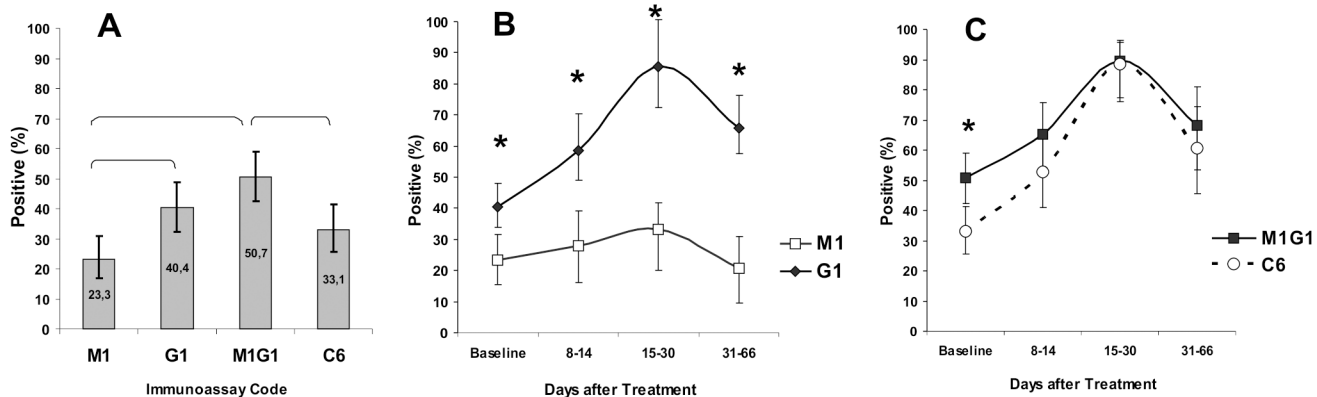 A
Positive (%)
100
90
80
70
60
50
40
30
20
10
0
23,3
40,4
50,7
33,1
M1 G1 M1G1 C6
Immunoassay Code
B
Positive (%)
100
90
80
70
60
50
40
30
20
10
0
*
*
*
*
M1
G1
Baseline 8-14 15-30 31-66
Days after Treatment
C
Positive (%)
100
90
80
70
60
50
40
30
20
10
0
*
M1G1
C6
Baseline 8-14 15-30 31-66
Days after Treatment